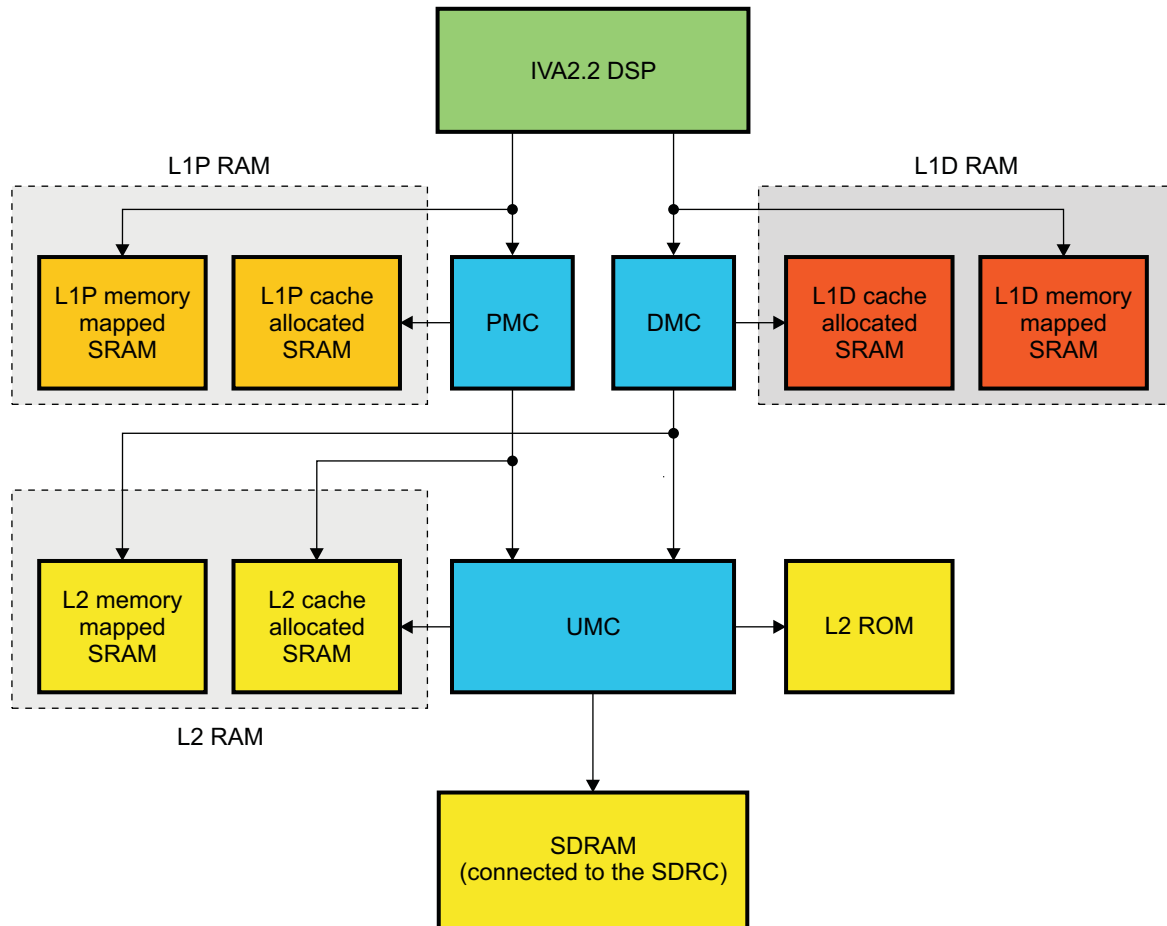 IVA2.2 DSP
L1P RAM
L1D RAM
L1P memory
mapped
SRAM
L1P cache
allocated
SRAM
PMC
DMC
L1D cache
allocated
SRAM
L1D memory
mapped
SRAM
L2 memory
mapped
SRAM
L2 cache
allocated
SRAM
UMC
L2 ROM
L2 RAM
SDRAM
(connected to the SDRC)